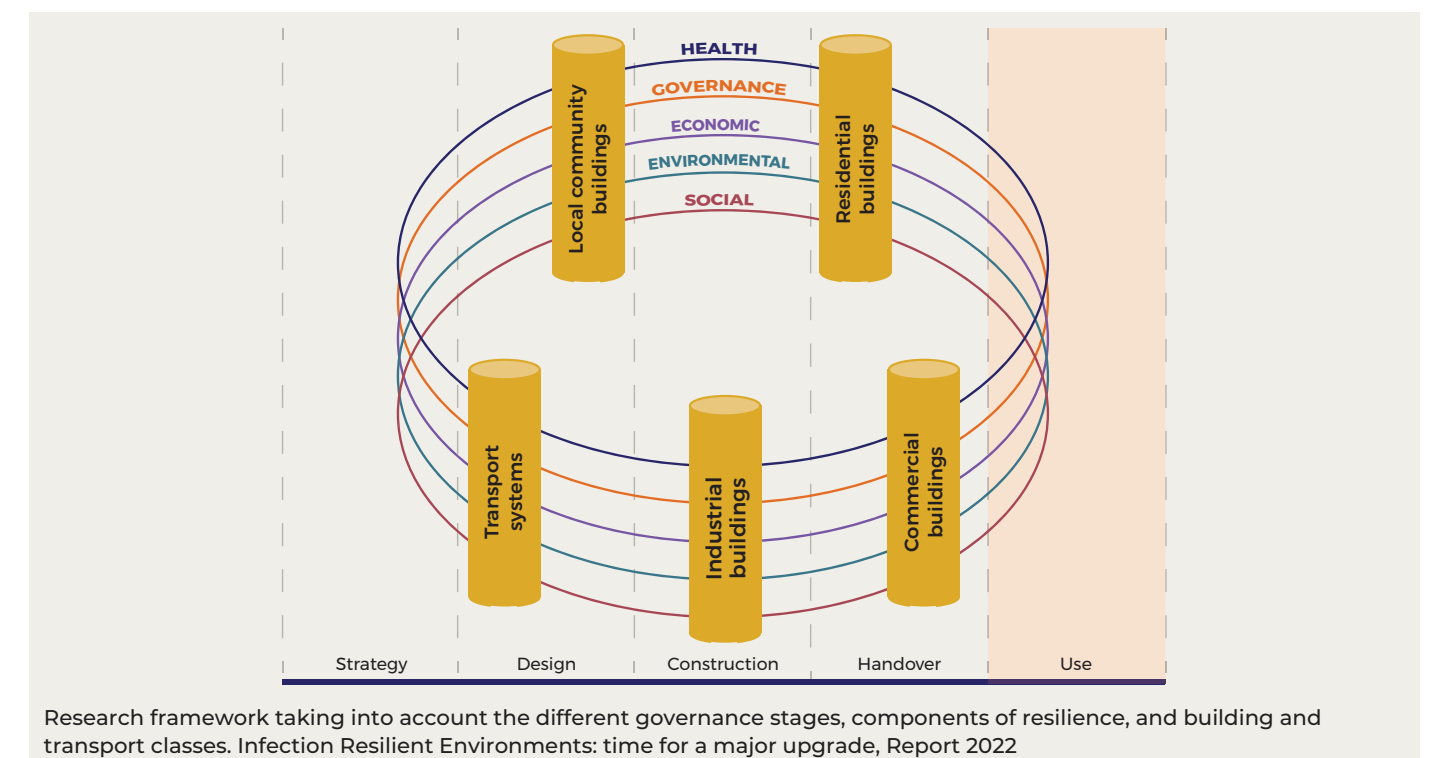 HEALTH
GOVERNANCE
ECONOMIC
ENVIRONMENTAL
SOCIAL
Local community
buildings
Residential
buildings
Transport
systems
Industrial
buildings
Commercial
buildings
Strategy
Design
Construction
Handover
Use
Research framework taking into account the different governance stages, components of resilience, and building and
transport classes. Infection Resilient Environments: time for a major upgrade, Report 2022